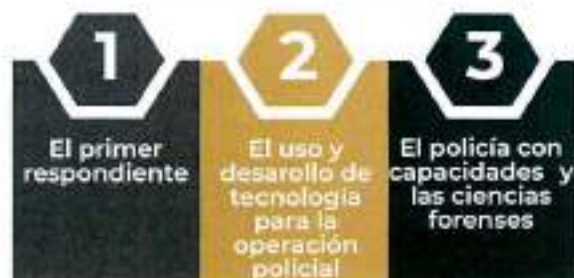 1
El primer
respondiente
2
El uso y
desarollo de
tecnología
para la
operación
policial
3
El policía con
capacidades y
las ciencias
forenses